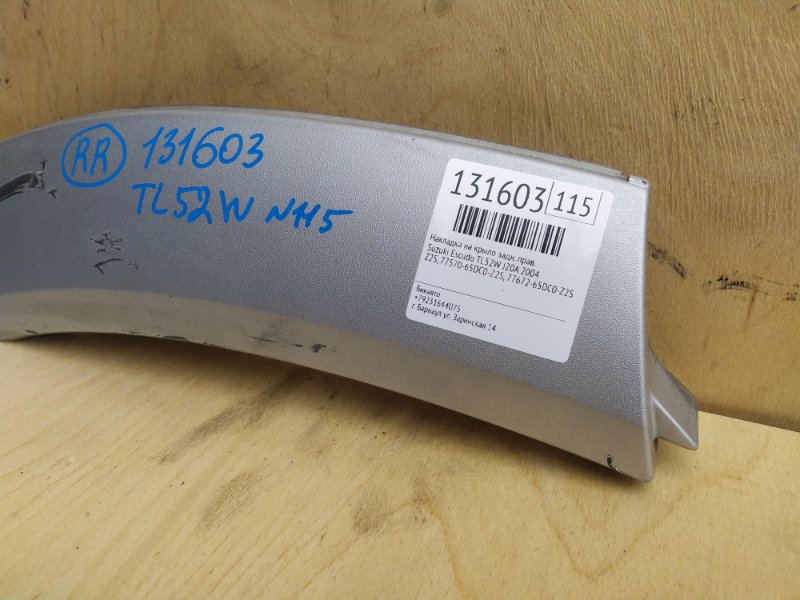 RR 131603
TL52W N115
131603 115
Накладка на крыло задн. прав.
Suzuki Escudo TL52W J20A 2004
Z2S, 77570-65DC0-Z2S, 77672-65DC0-Z2S
Бикавто
+79231644075
г. Барнаул ул. Заринская 14